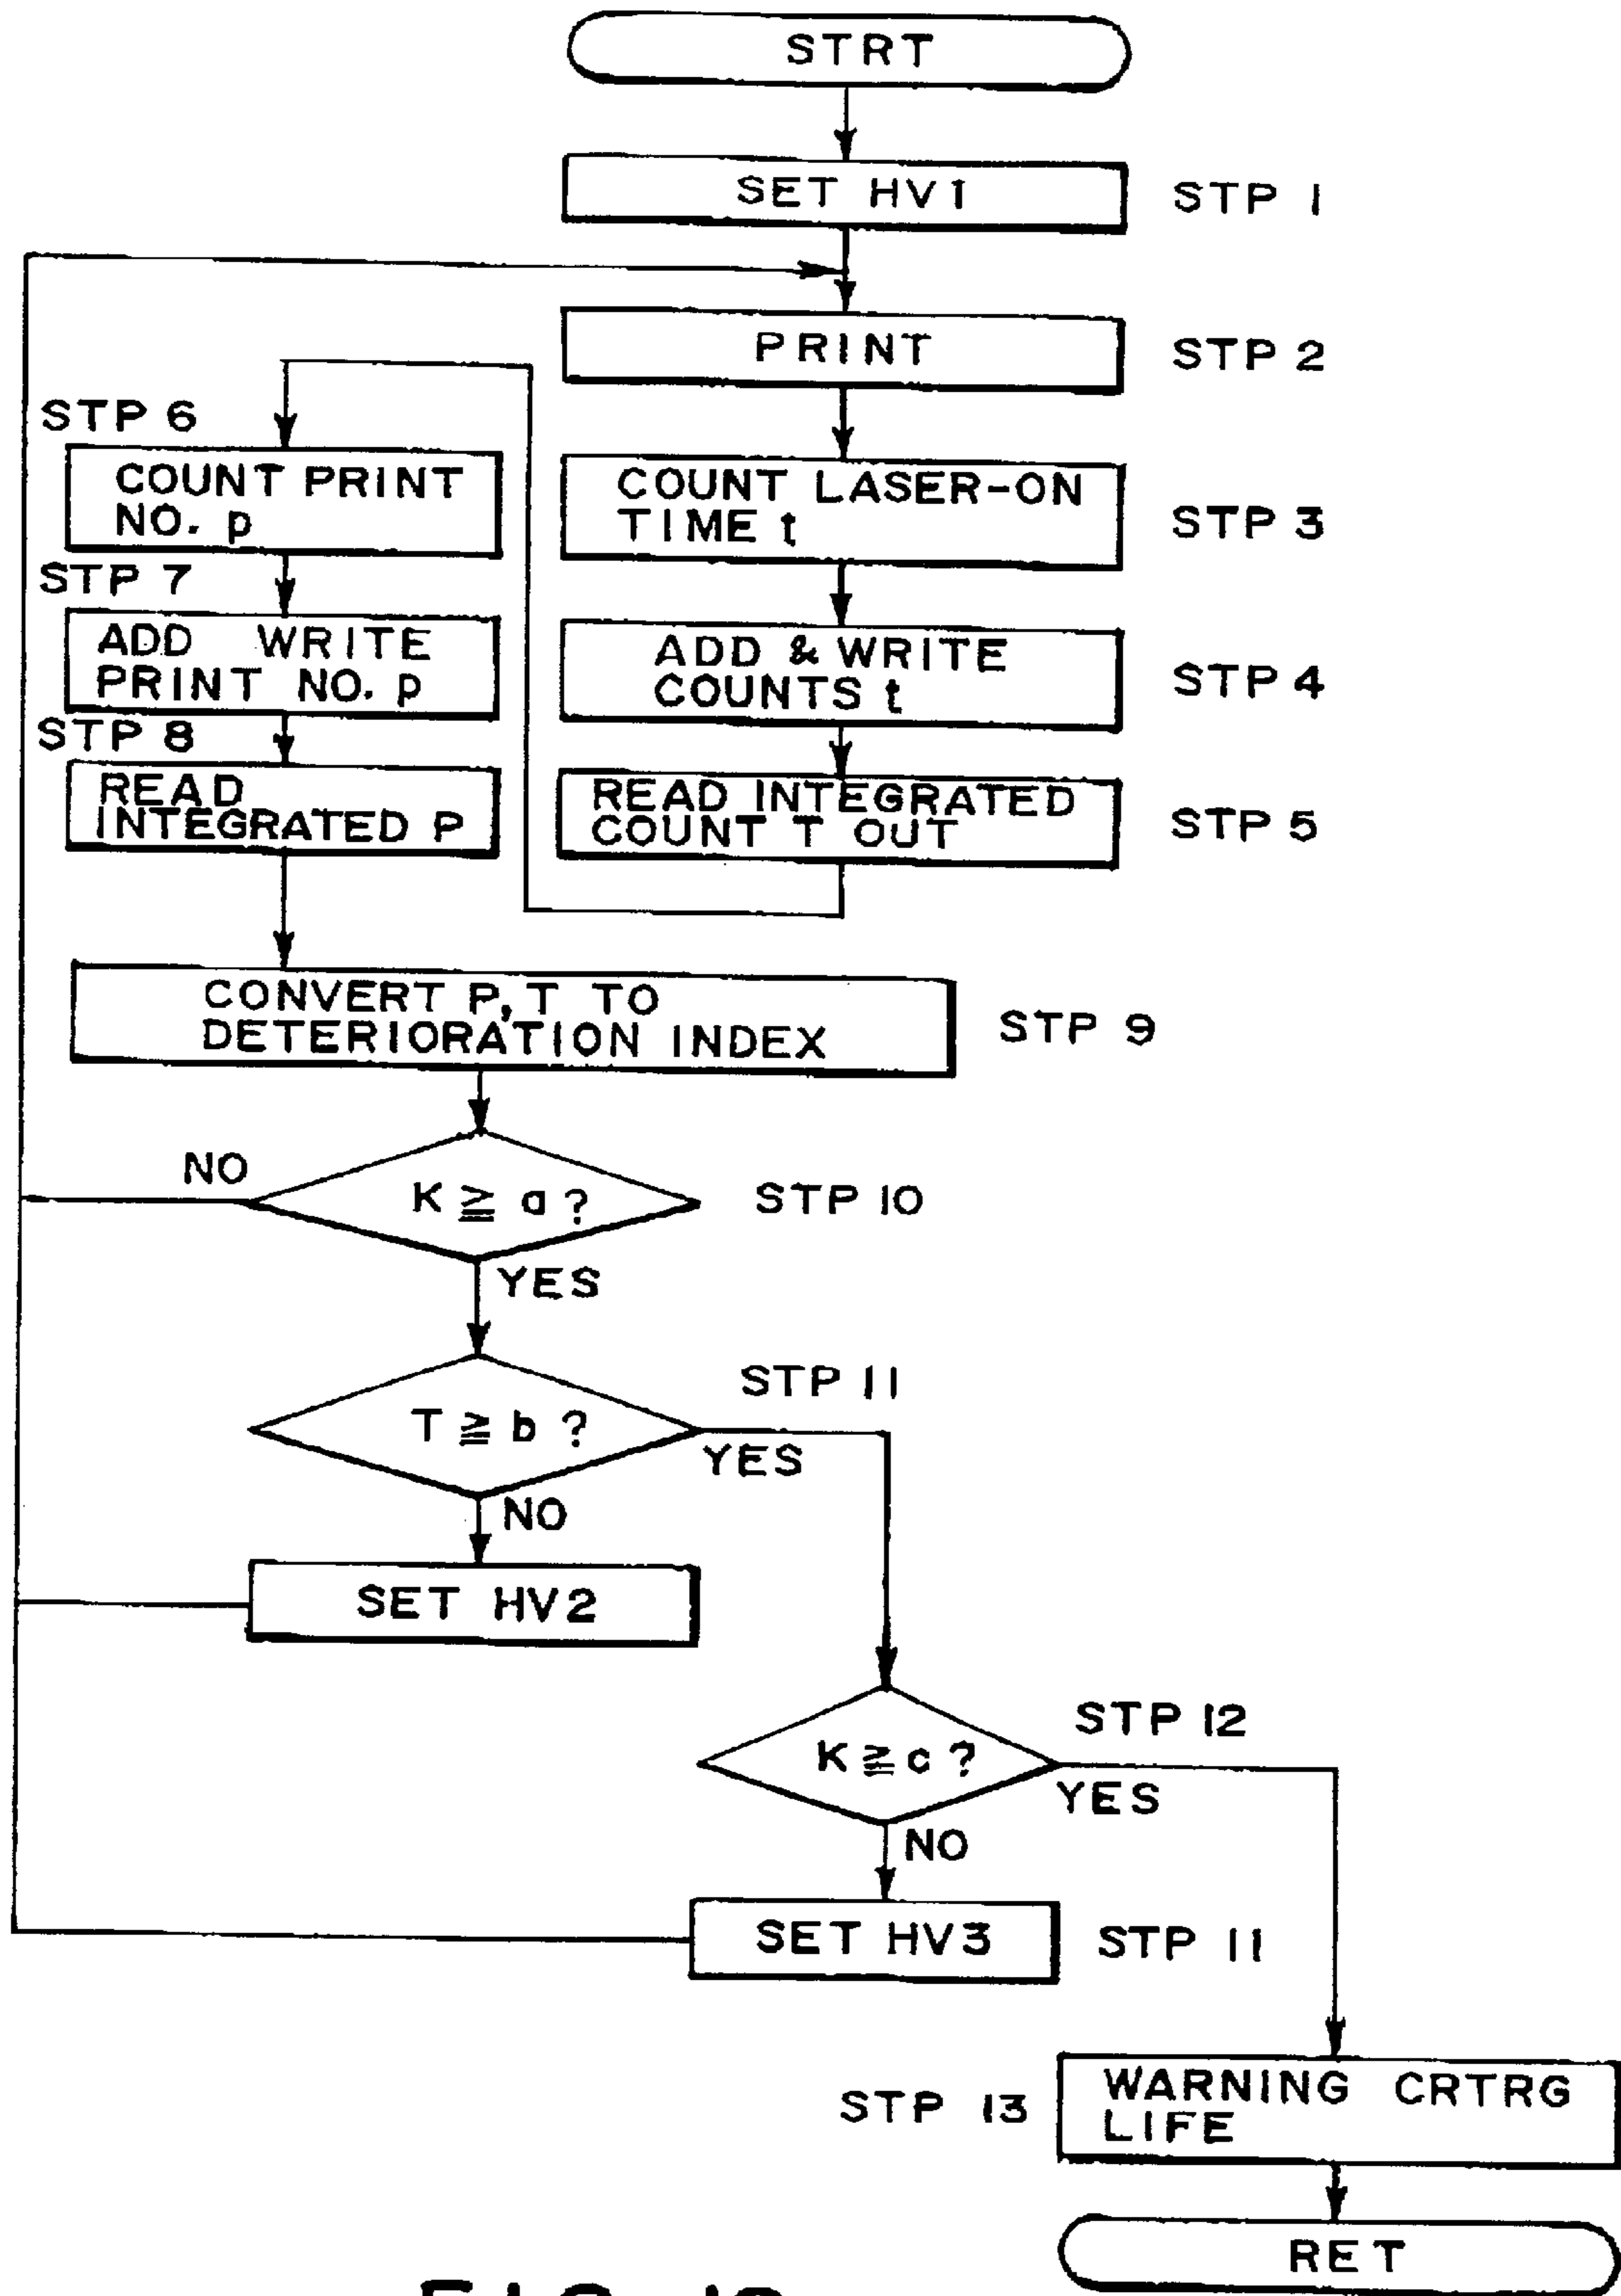 STRT
SET HV1
STP 1
PRINT
STP 2
COUNT LASER-ON
TIME t
STP 3
ADD & WRITE
COUNTS t
STP 4
READ INTEGRATED
COUNT T OUT
STP 5
STP 6
COUNT PRINT
NO. p
STP 7
ADD WRITE
PRINT NO. p
STP 8
READ
INTEGRATED P
CONVERT P, T TO
DETERIORATION INDEX
STP 9
NO
K ≧ a ?
STP 10
YES
STP 11
T ≧ b ?
YES
NO
SET HV2
STP 12
K ≧ c ?
YES
NO
SET HV3
STP 11
STP 13
WARNING CRTRG
LIFE
RET